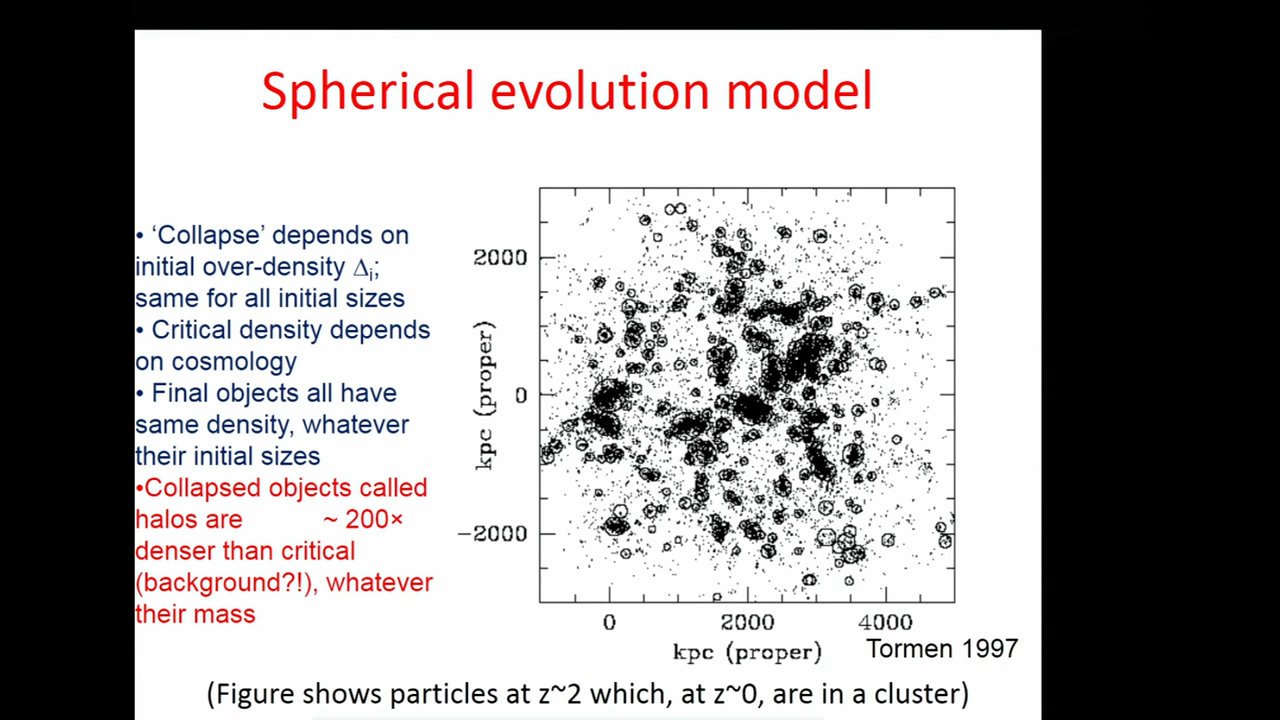 Spherical evolution model
• ‘Collapse’ depends on
initial over-density Δi;
same for all initial sizes
• Critical density depends
on cosmology
• Final objects all have
same density, whatever
their initial sizes
•Collapsed objects called
halos are ~ 200×
denser than critical
(background?!), whatever
their mass
2000
0
−2000
kpc (proper)
0 2000 4000
kpc (proper)
Tormen 1997
(Figure shows particles at z~2 which, at z~0, are in a cluster)